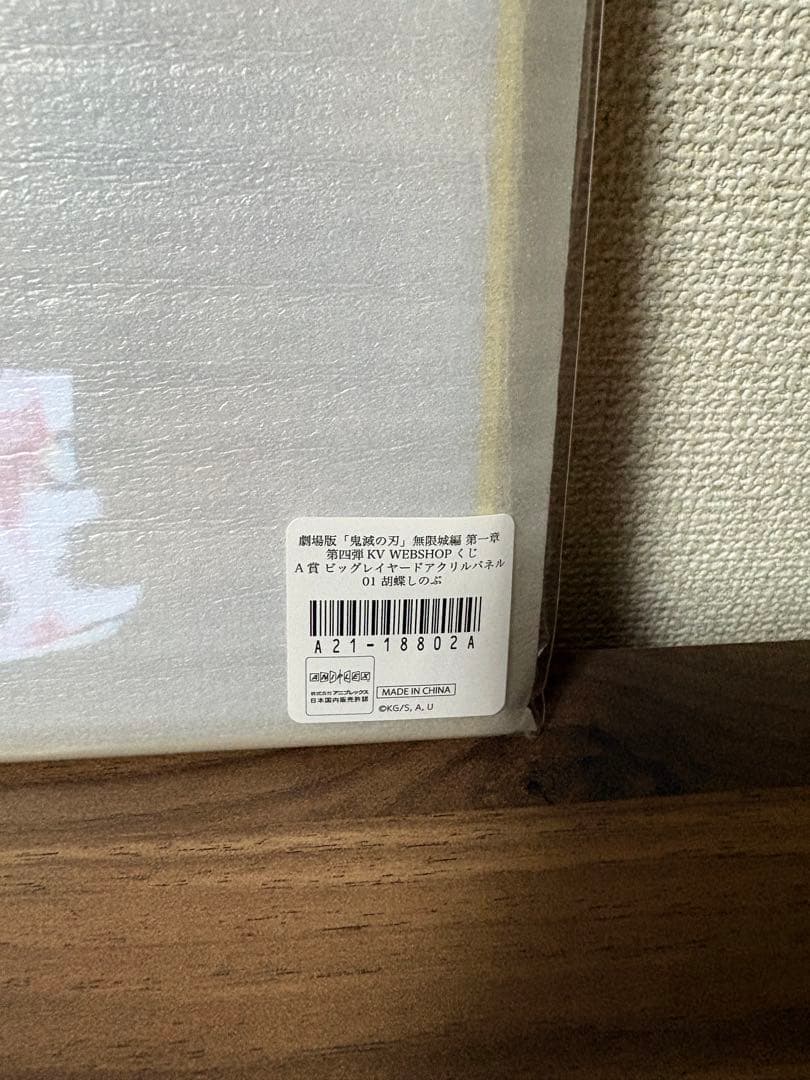 劇場版「鬼滅の刃」無限城編 第一章
第四弾 KV WEBSHOP くじ
A 賞 ビッグレイヤードアクリルパネル
01 胡蝶しのぶ
A21-18802A
ANIPLEX
株式会社 アニプレックス
日本国内販売許諾
MADE IN CHINA
©KG/S, A, U